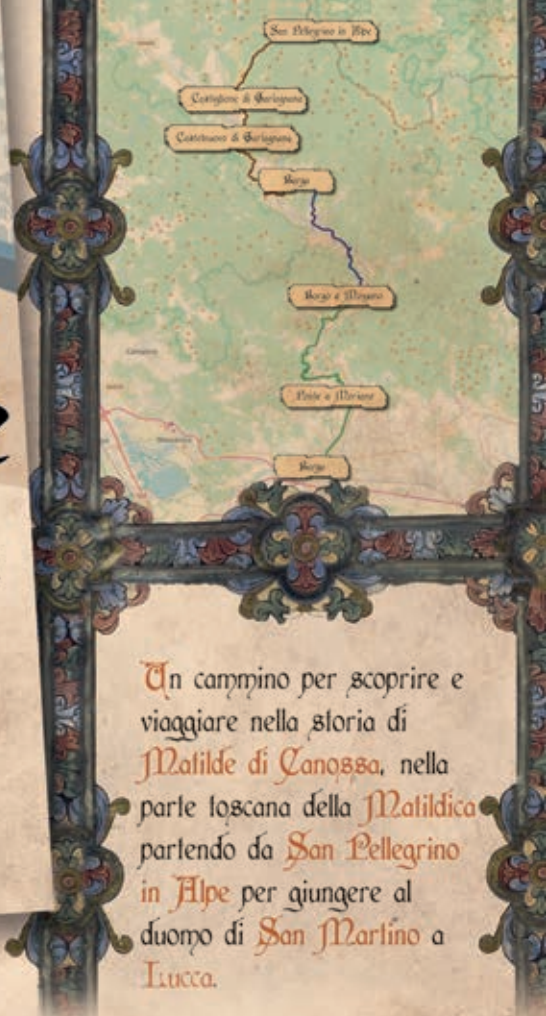 San Pellegrino in Alpe
Castiglione di Garfagnana
Castelnuovo di Garfagnana
Barga
Borgo a Mozzano
Ponte a Moriano
Un cammino per scoprire e
viaggiare nella storia di
Matilde di Canossa, nella
parte toscana della Matildica
partendo da San Pellegrino
in Alpe per giungere al
duomo di San Martino a
Lucca.